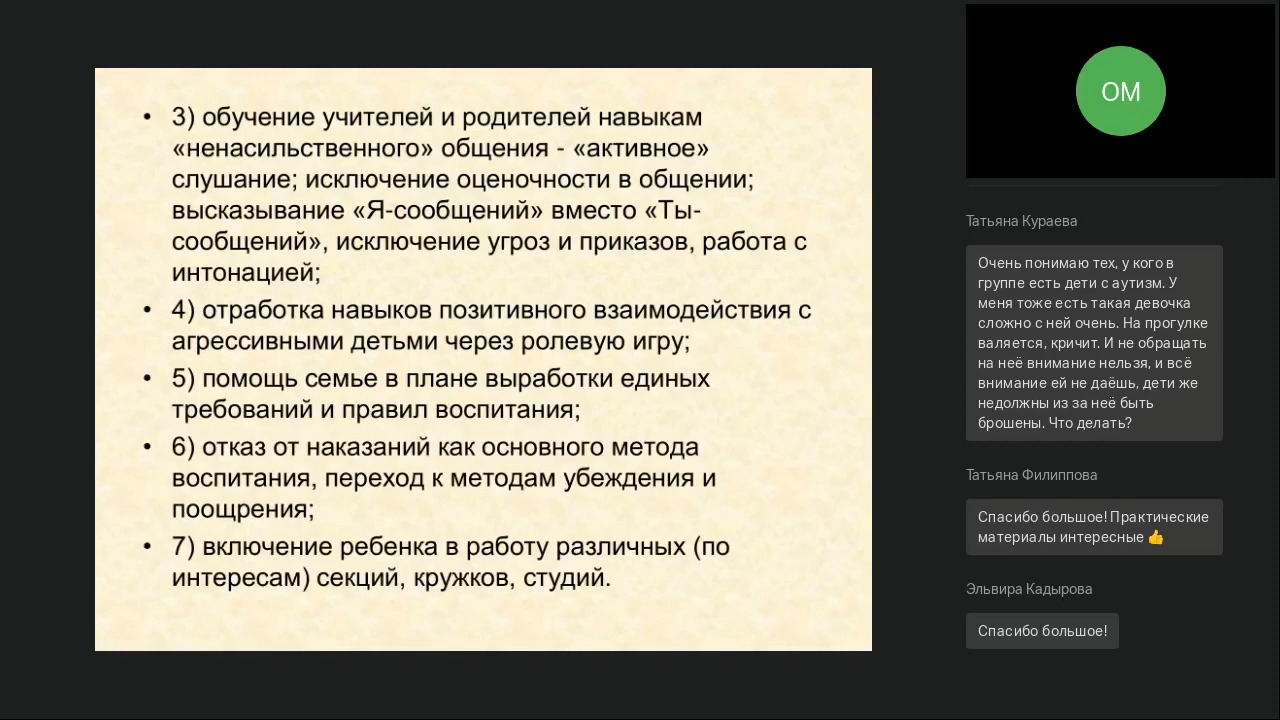 • 3) обучение учителей и родителей навыкам
«ненасильственного» общения - «активное»
слушание; исключение оценочности в общении;
высказывание «Я-сообщений» вместо «Ты-
сообщений», исключение угроз и приказов, работа с
интонацией;
• 4) отработка навыков позитивного взаимодействия с
агрессивными детьми через ролевую игру;
• 5) помощь семье в плане выработки единых
требований и правил воспитания;
• 6) отказ от наказаний как основного метода
воспитания, переход к методам убеждения и
поощрения;
• 7) включение ребенка в работу различных (по
интересам) секций, кружков, студий.
ОМ
Татьяна Кураева
Очень понимаю тех, у кого в
группе есть дети с аутизм. У
меня тоже есть такая девочка
сложно с ней очень. На прогулке
валяется, кричит. И не обращать
на неё внимание нельзя, и всё
внимание ей не даёшь, дети же
недолжны из за неё быть
брошены. Что делать?
Татьяна Филиппова
Спасибо большое! Практические
материалы интересные 👍
Эльвира Кадырова
Спасибо большое!